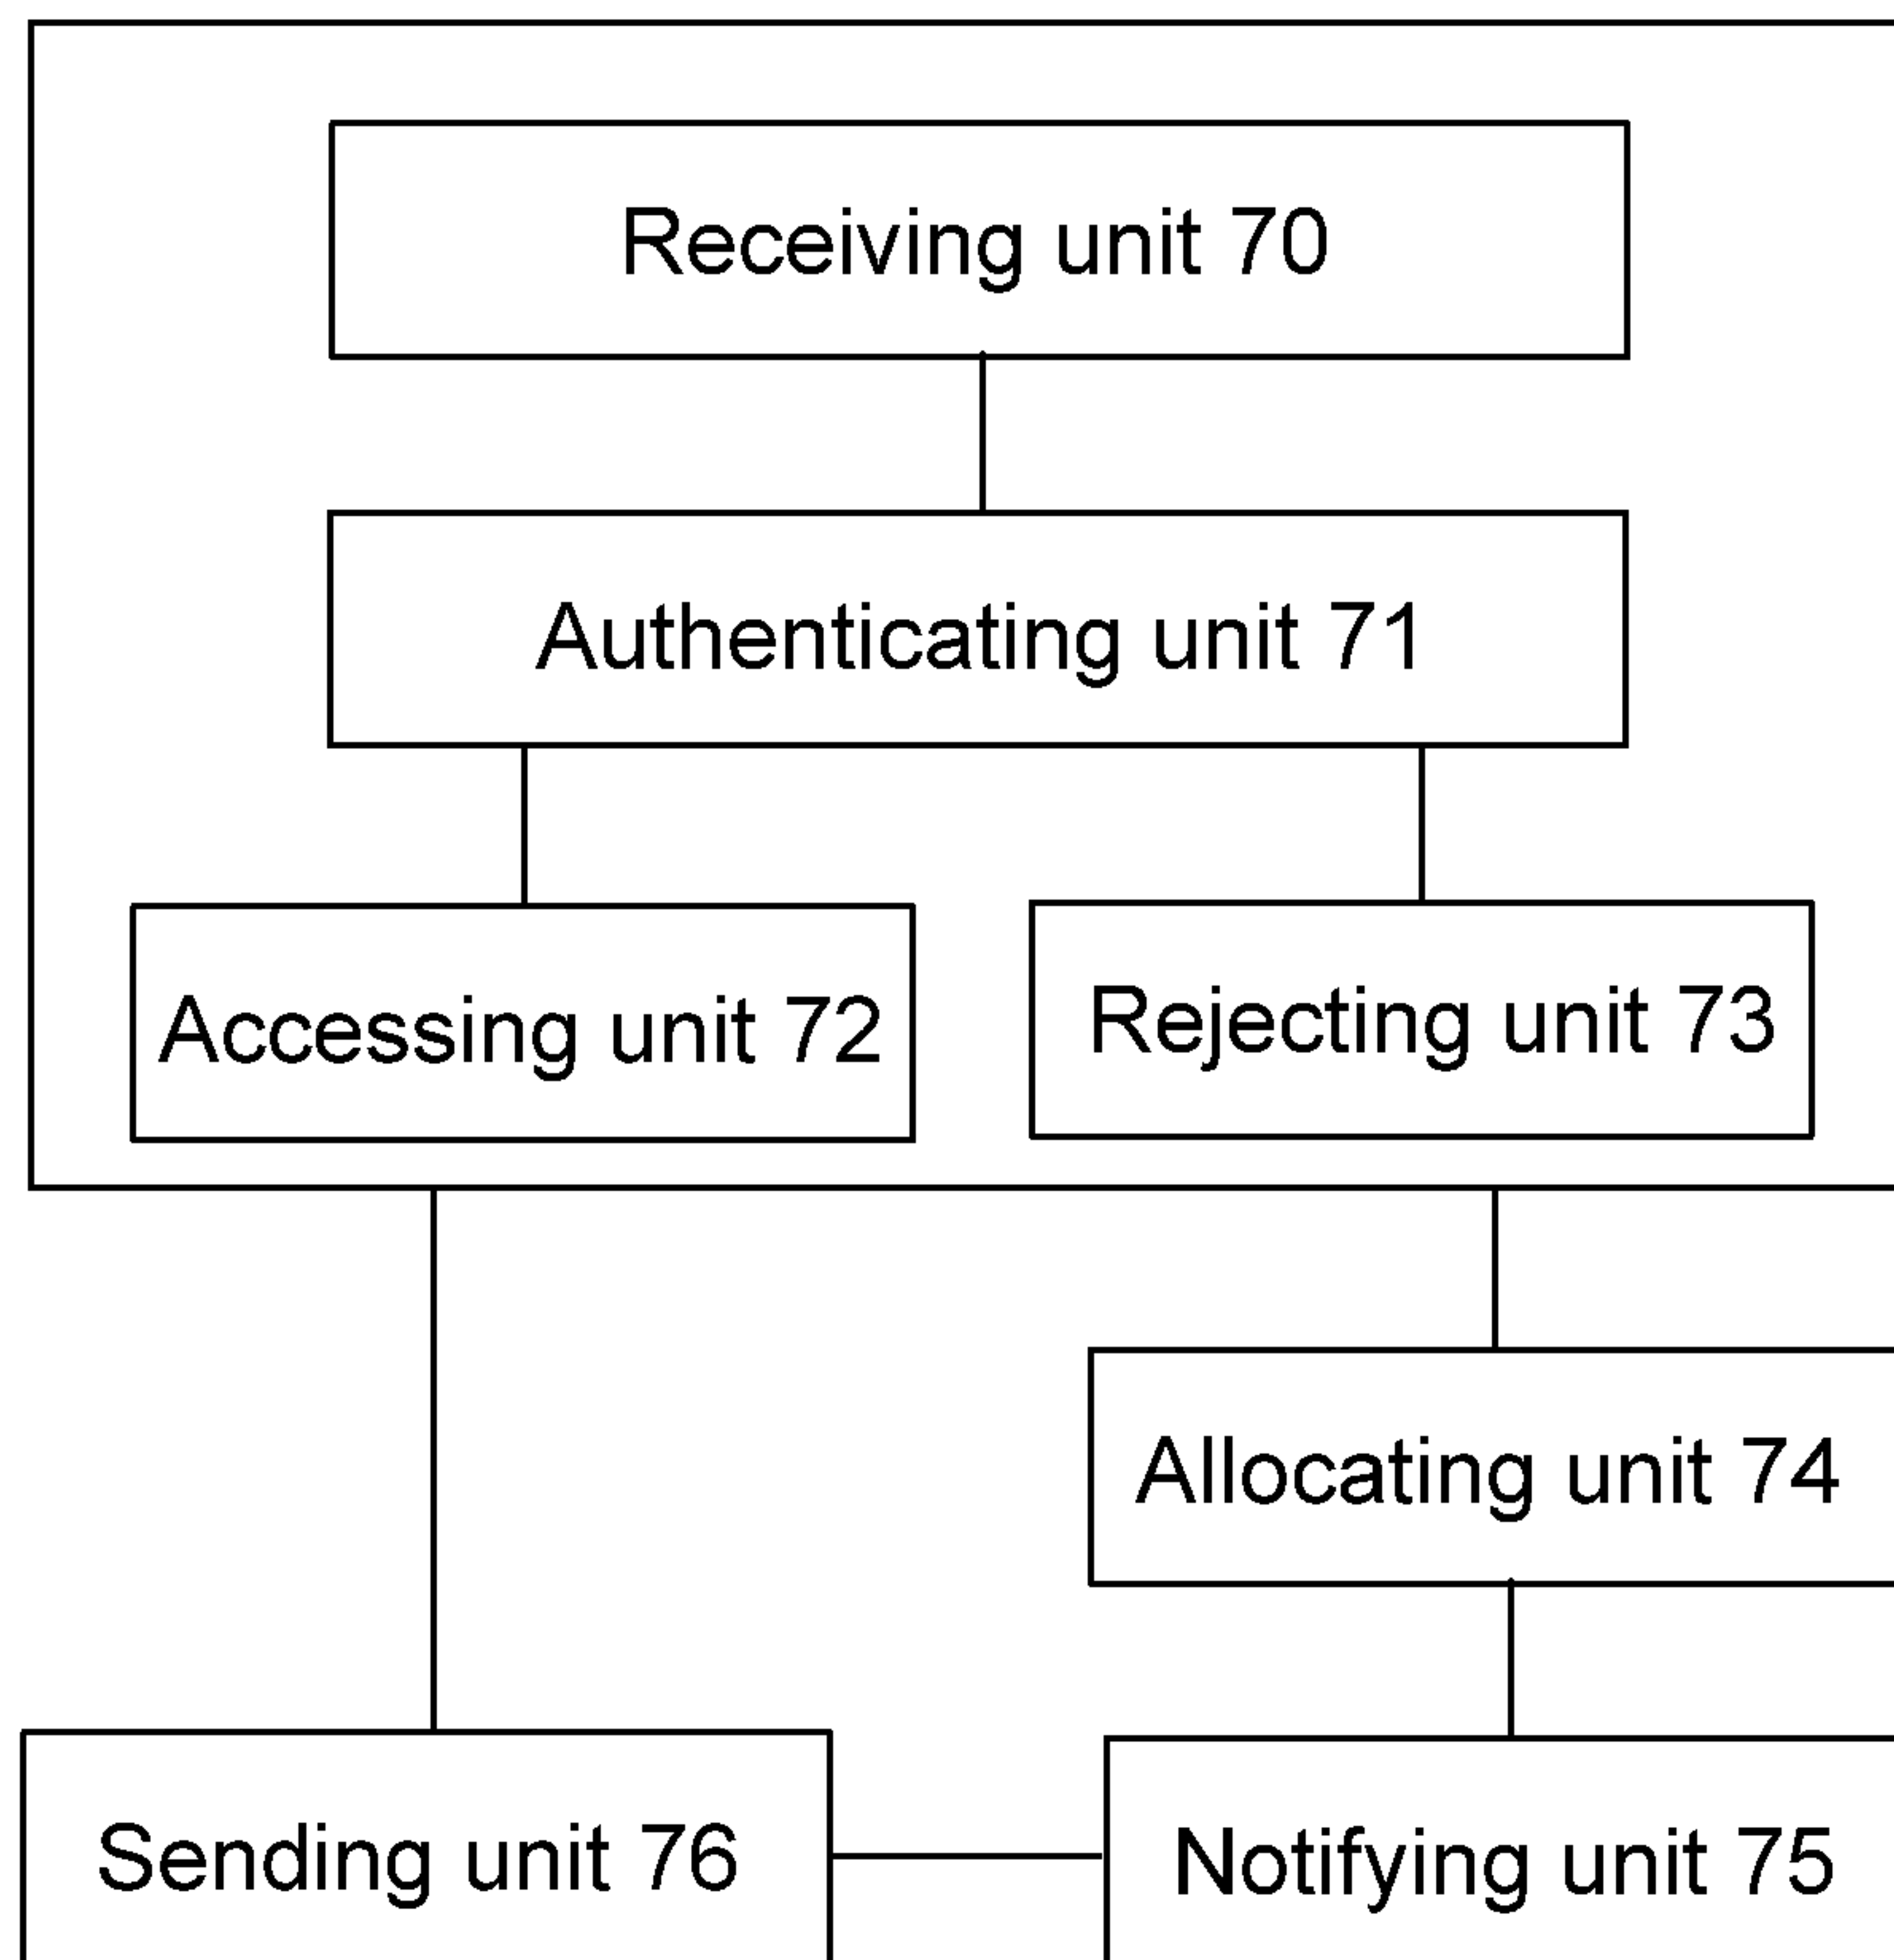 Receiving unit 70
Authenticating unit 71
Accessing unit 72
Rejecting unit 73
Allocating unit 74
Sending unit 76
Notifying unit 75